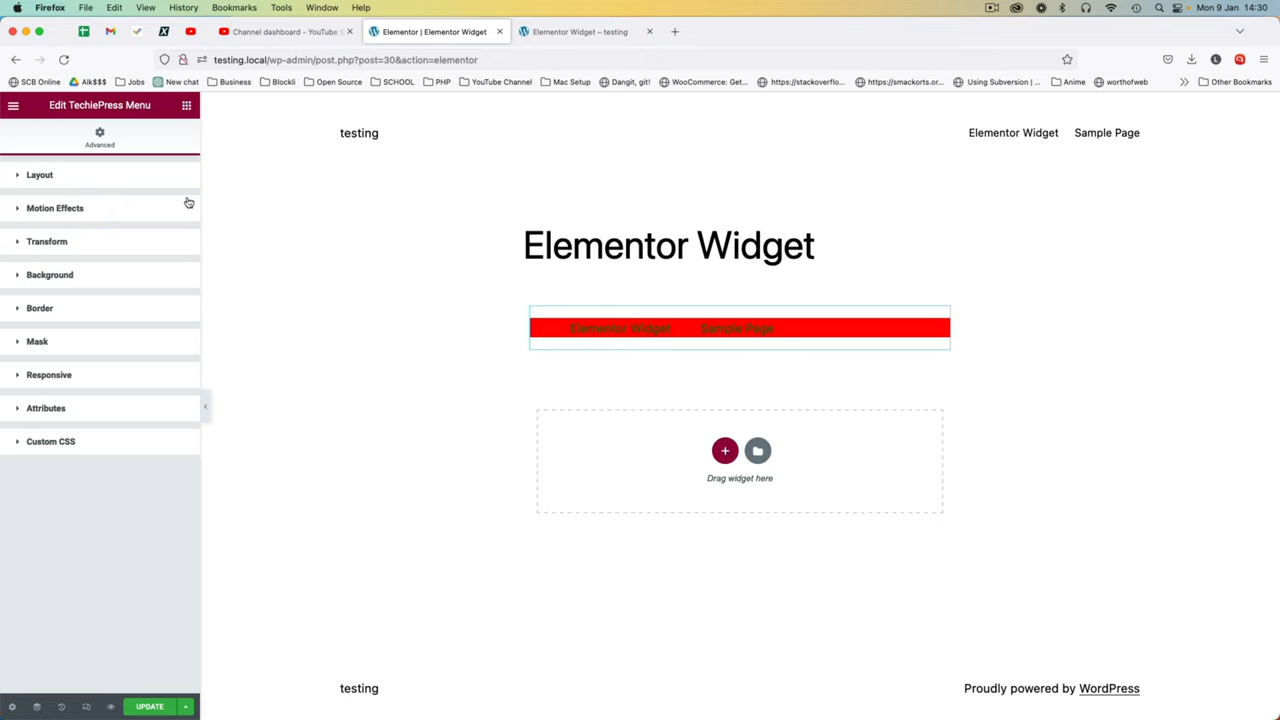 Firefox File Edit View History Bookmarks Tools Window Help Mon 9 Jan 14:30
Channel dashboard - YouTube S Elementor | Elementor Widget Elementor Widget – testing
testing.local/wp-admin/post.php?post=30&action=elementor
SCB Online Alk$$$ Jobs New chat Business Blockli Open Source SCHOOL PHP YouTube Channel Mac Setup Dangit, git! WooCommerce: Get... https://stackoverflo... https://smackorts.or... Using Subversion | ... Anime worthofweb Other Bookmarks
Edit TechiePress Menu
Advanced
Layout
Motion Effects
Transform
Background
Border
Mask
Responsive
Attributes
Custom CSS
UPDATE
testing Elementor Widget Sample Page
Elementor Widget
Elementor Widget Sample Page
Drag widget here
testing Proudly powered by WordPress